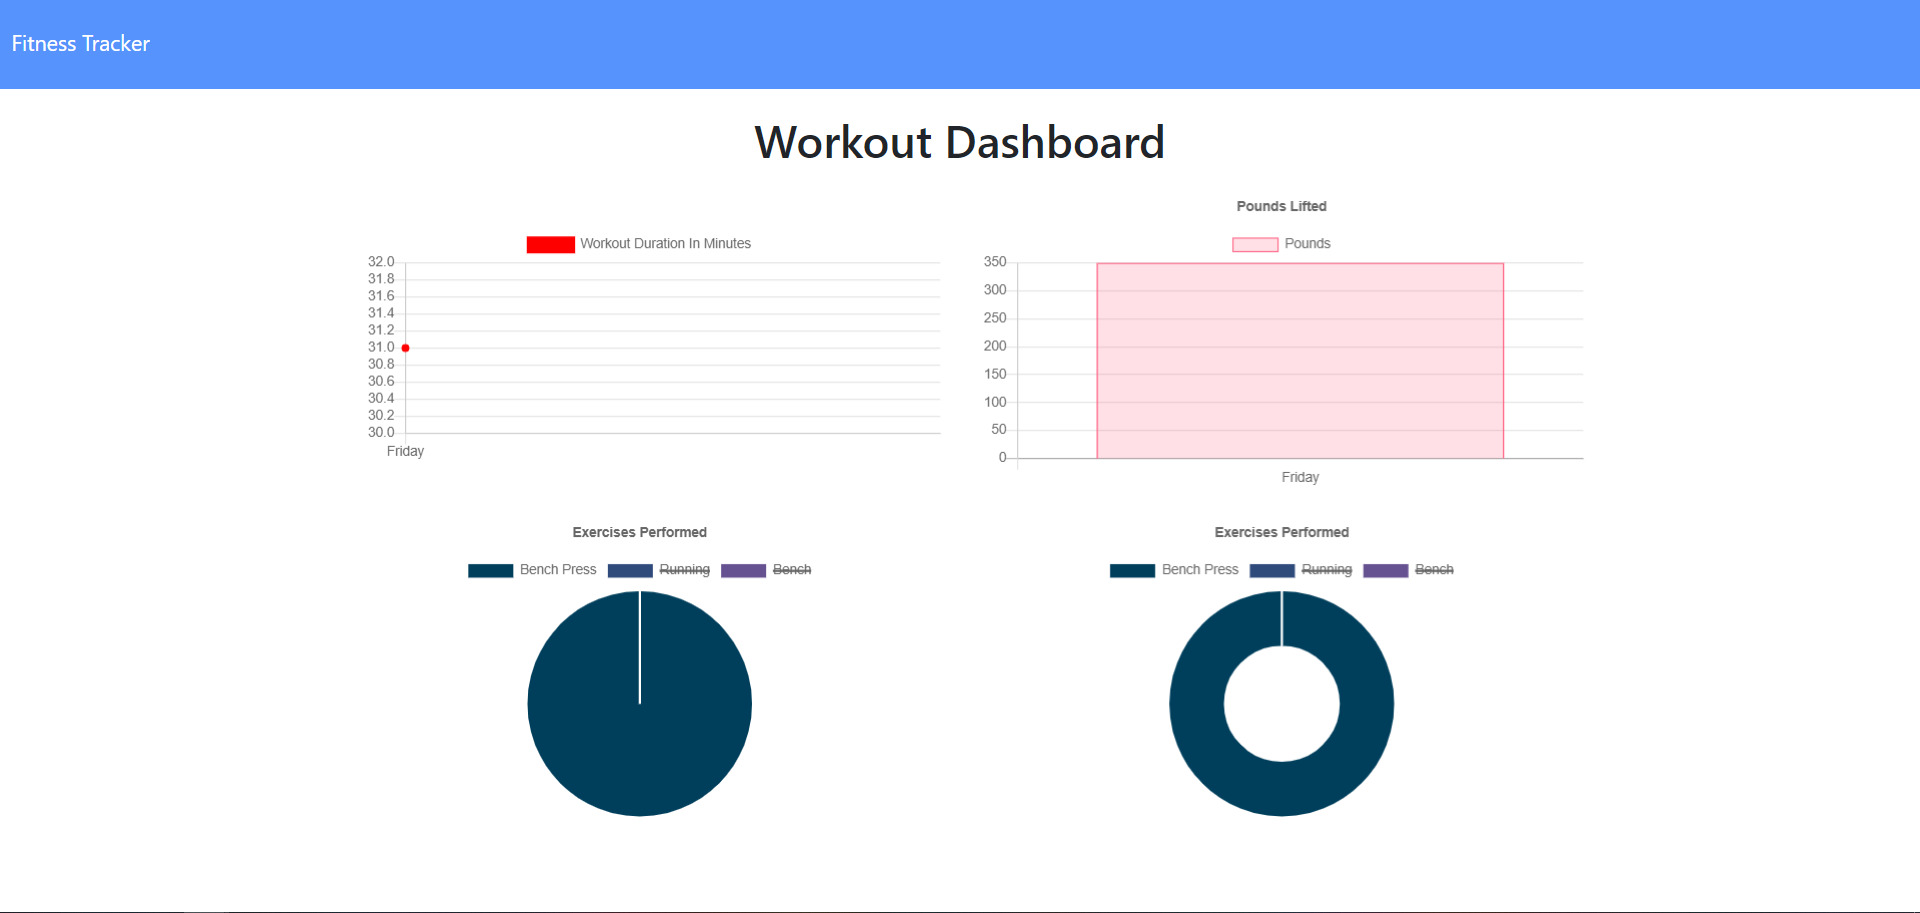 Fitness Tracker
Workout Dashboard
Workout Duration In Minutes
32.0
31.8
31.6
31.4
31.2
31.0
30.8
30.6
30.4
30.2
30.0
Friday
Pounds Lifted
Pounds
350
300
250
200
150
100
50
0
Friday
Exercises Performed
Bench Press Running Bench
Exercises Performed
Bench Press Running Bench